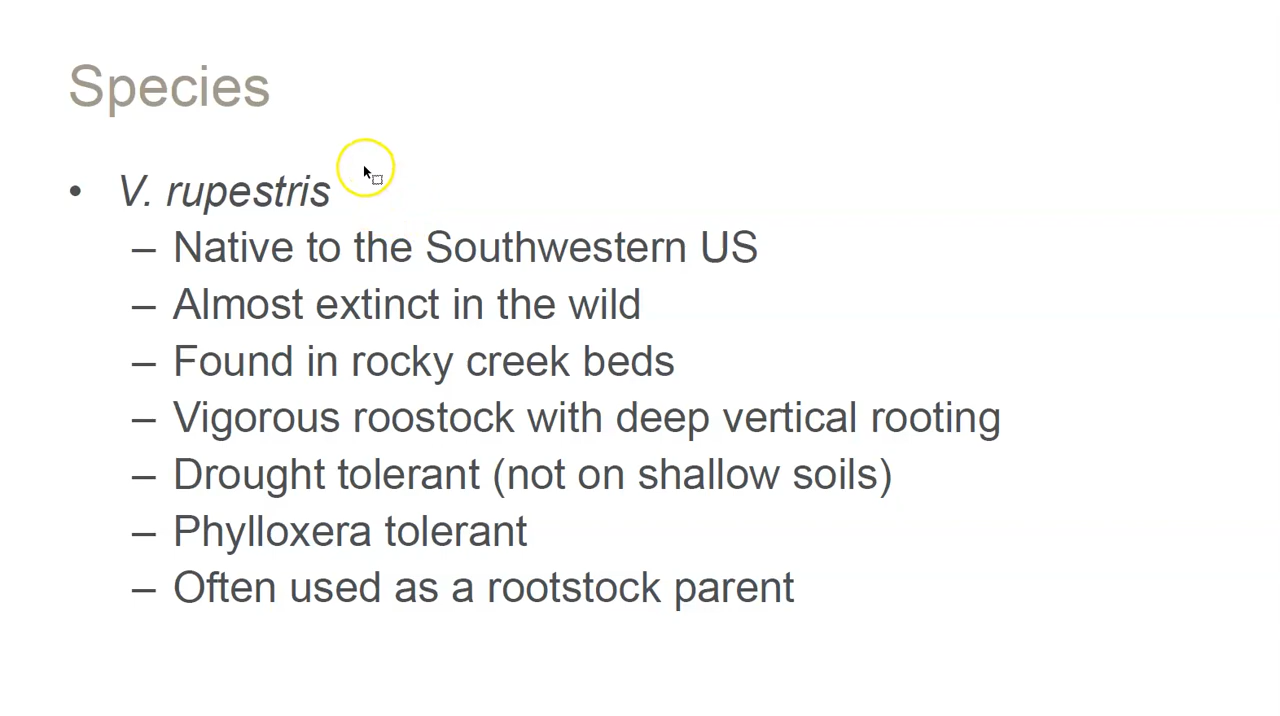 Species
• V. rupestris
– Native to the Southwestern US
– Almost extinct in the wild
– Found in rocky creek beds
– Vigorous roostock with deep vertical rooting
– Drought tolerant (not on shallow soils)
– Phylloxera tolerant
– Often used as a rootstock parent